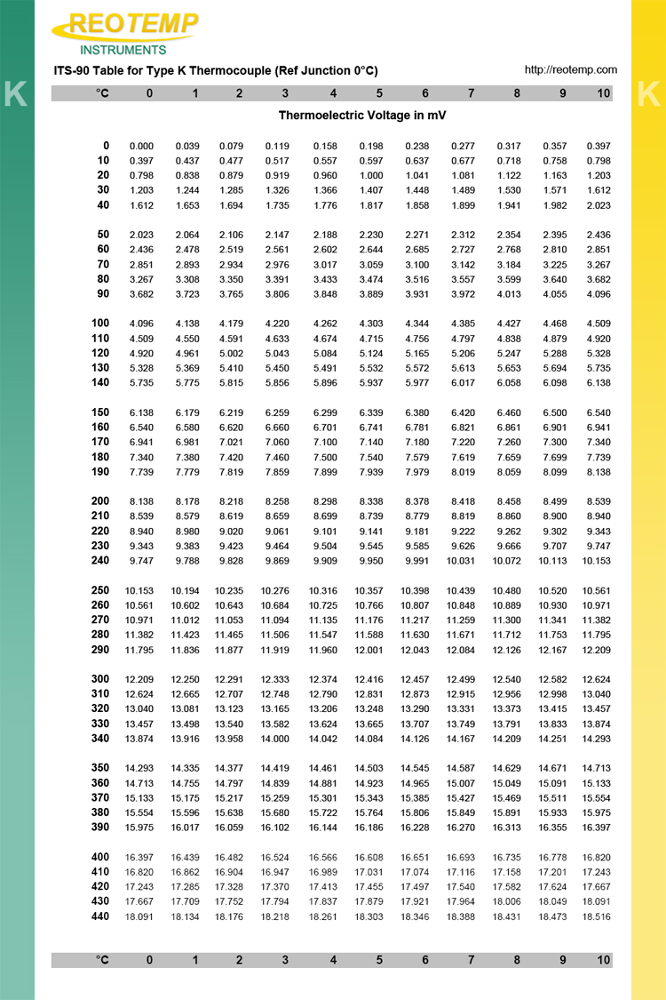 REOTEMP
INSTRUMENTS
ITS-90 Table for Type K Thermocouple (Ref Junction 0°C) http://reotemp.com
K K
°C 0 1 2 3 4 5 6 7 8 9 10
Thermoelectric Voltage in mV
0 0.000 0.039 0.079 0.119 0.158 0.198 0.238 0.277 0.317 0.357 0.397
10 0.397 0.437 0.477 0.517 0.557 0.597 0.637 0.677 0.718 0.758 0.798
20 0.798 0.838 0.879 0.919 0.960 1.000 1.041 1.081 1.122 1.163 1.203
30 1.203 1.244 1.285 1.326 1.366 1.407 1.448 1.489 1.530 1.571 1.612
40 1.612 1.653 1.694 1.735 1.776 1.817 1.858 1.899 1.941 1.982 2.023
50 2.023 2.064 2.106 2.147 2.188 2.230 2.271 2.312 2.354 2.395 2.436
60 2.436 2.478 2.519 2.561 2.602 2.644 2.685 2.727 2.768 2.810 2.851
70 2.851 2.893 2.934 2.976 3.017 3.059 3.100 3.142 3.184 3.225 3.267
80 3.267 3.308 3.350 3.391 3.433 3.474 3.516 3.557 3.599 3.640 3.682
90 3.682 3.723 3.765 3.806 3.848 3.889 3.931 3.972 4.013 4.055 4.096
100 4.096 4.138 4.179 4.220 4.262 4.303 4.344 4.385 4.427 4.468 4.509
110 4.509 4.550 4.591 4.633 4.674 4.715 4.756 4.797 4.838 4.879 4.920
120 4.920 4.961 5.002 5.043 5.084 5.124 5.165 5.206 5.247 5.288 5.328
130 5.328 5.369 5.410 5.450 5.491 5.532 5.572 5.613 5.653 5.694 5.735
140 5.735 5.775 5.815 5.856 5.896 5.937 5.977 6.017 6.058 6.098 6.138
150 6.138 6.179 6.219 6.259 6.299 6.339 6.380 6.420 6.460 6.500 6.540
160 6.540 6.580 6.620 6.660 6.701 6.741 6.781 6.821 6.861 6.901 6.941
170 6.941 6.981 7.021 7.060 7.100 7.140 7.180 7.220 7.260 7.300 7.340
180 7.340 7.380 7.420 7.460 7.500 7.540 7.579 7.619 7.659 7.699 7.739
190 7.739 7.779 7.819 7.859 7.899 7.939 7.979 8.019 8.059 8.099 8.138
200 8.138 8.178 8.218 8.258 8.298 8.338 8.378 8.418 8.458 8.499 8.539
210 8.539 8.579 8.619 8.659 8.699 8.739 8.779 8.819 8.860 8.900 8.940
220 8.940 8.980 9.020 9.061 9.101 9.141 9.181 9.222 9.262 9.302 9.343
230 9.343 9.383 9.423 9.464 9.504 9.545 9.585 9.626 9.666 9.707 9.747
240 9.747 9.788 9.828 9.869 9.909 9.950 9.991 10.031 10.072 10.113 10.153
250 10.153 10.194 10.235 10.276 10.316 10.357 10.398 10.439 10.480 10.520 10.561
260 10.561 10.602 10.643 10.684 10.725 10.766 10.807 10.848 10.889 10.930 10.971
270 10.971 11.012 11.053 11.094 11.135 11.176 11.217 11.259 11.300 11.341 11.382
280 11.382 11.423 11.465 11.506 11.547 11.588 11.630 11.671 11.712 11.753 11.795
290 11.795 11.836 11.877 11.919 11.960 12.001 12.043 12.084 12.126 12.167 12.209
300 12.209 12.250 12.291 12.333 12.374 12.416 12.457 12.499 12.540 12.582 12.624
310 12.624 12.665 12.707 12.748 12.790 12.831 12.873 12.915 12.956 12.998 13.040
320 13.040 13.081 13.123 13.165 13.206 13.248 13.290 13.331 13.373 13.415 13.457
330 13.457 13.498 13.540 13.582 13.624 13.665 13.707 13.749 13.791 13.833 13.874
340 13.874 13.916 13.958 14.000 14.042 14.084 14.126 14.167 14.209 14.251 14.293
350 14.293 14.335 14.377 14.419 14.461 14.503 14.545 14.587 14.629 14.671 14.713
360 14.713 14.755 14.797 14.839 14.881 14.923 14.965 15.007 15.049 15.091 15.133
370 15.133 15.175 15.217 15.259 15.301 15.343 15.385 15.427 15.469 15.511 15.554
380 15.554 15.596 15.638 15.680 15.722 15.764 15.806 15.849 15.891 15.933 15.975
390 15.975 16.017 16.059 16.102 16.144 16.186 16.228 16.270 16.313 16.355 16.397
400 16.397 16.439 16.482 16.524 16.566 16.608 16.651 16.693 16.735 16.778 16.820
410 16.820 16.862 16.904 16.947 16.989 17.031 17.074 17.116 17.158 17.201 17.243
420 17.243 17.285 17.328 17.370 17.413 17.455 17.497 17.540 17.582 17.624 17.667
430 17.667 17.709 17.752 17.794 17.837 17.879 17.921 17.964 18.006 18.049 18.091
440 18.091 18.134 18.176 18.218 18.261 18.303 18.346 18.388 18.431 18.473 18.516
°C 0 1 2 3 4 5 6 7 8 9 10